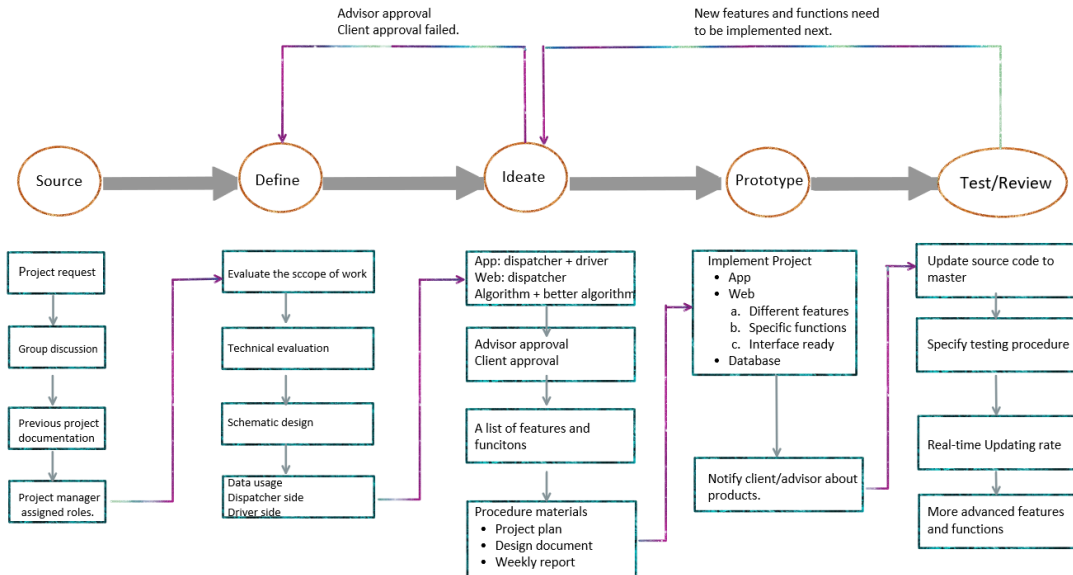 Advisor approval
Client approval failed.
New features and functions need
to be implemented next.
Source
Define
Ideate
Prototype
Test/Review
Project request
Group discussion
Previous project
documentation
Project manager
assigned roles.
Evaluate the sccope of work
Technical evaluation
Schematic design
Data usage
Dispatcher side
Driver side
App: dispatcher + driver
Web: dispatcher
Algorithm + better algorithm
Advisor approval
Client approval
A list of features and
funcitons
Procedure materials
• Project plan
• Design document
• Weekly report
Implement Project
• App
• Web
a. Different features
b. Specific functions
c. Interface ready
• Database
Notify client/advisor about
products.
Update source code to
master
Specify testing procedure
Real-time Updating rate
More advanced features
and functions